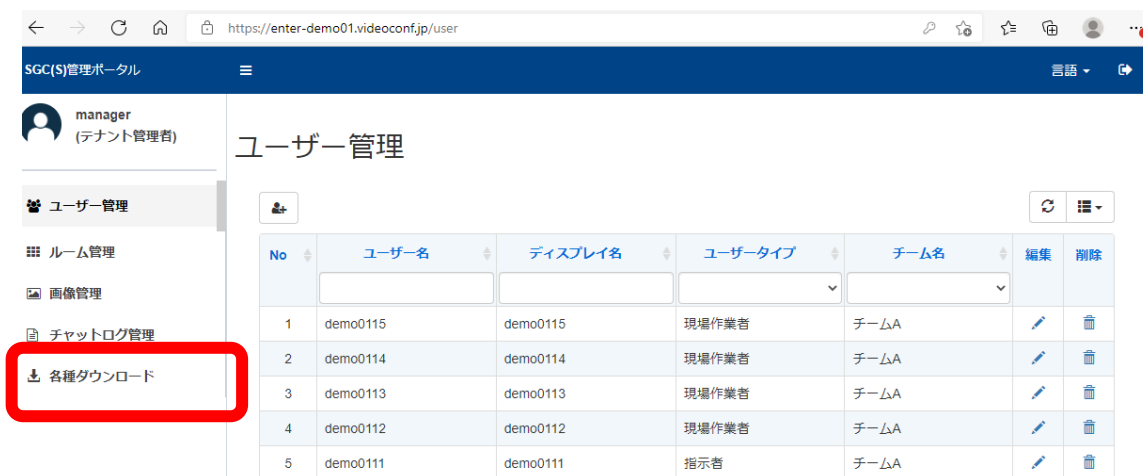 https://enter-demo01.videoconf.jp/user
SGC(S)管理ポータル
言語
manager
(テナント管理者)
ユーザー管理
ルーム管理
画像管理
チャットログ管理
各種ダウンロード
ユーザー管理
No ユーザー名 ディスプレイ名 ユーザータイプ チーム名 編集 削除
1 demo0115 demo0115 現場作業者 チームA
2 demo0114 demo0114 現場作業者 チームA
3 demo0113 demo0113 現場作業者 チームA
4 demo0112 demo0112 現場作業者 チームA
5 demo0111 demo0111 指示者 チームA